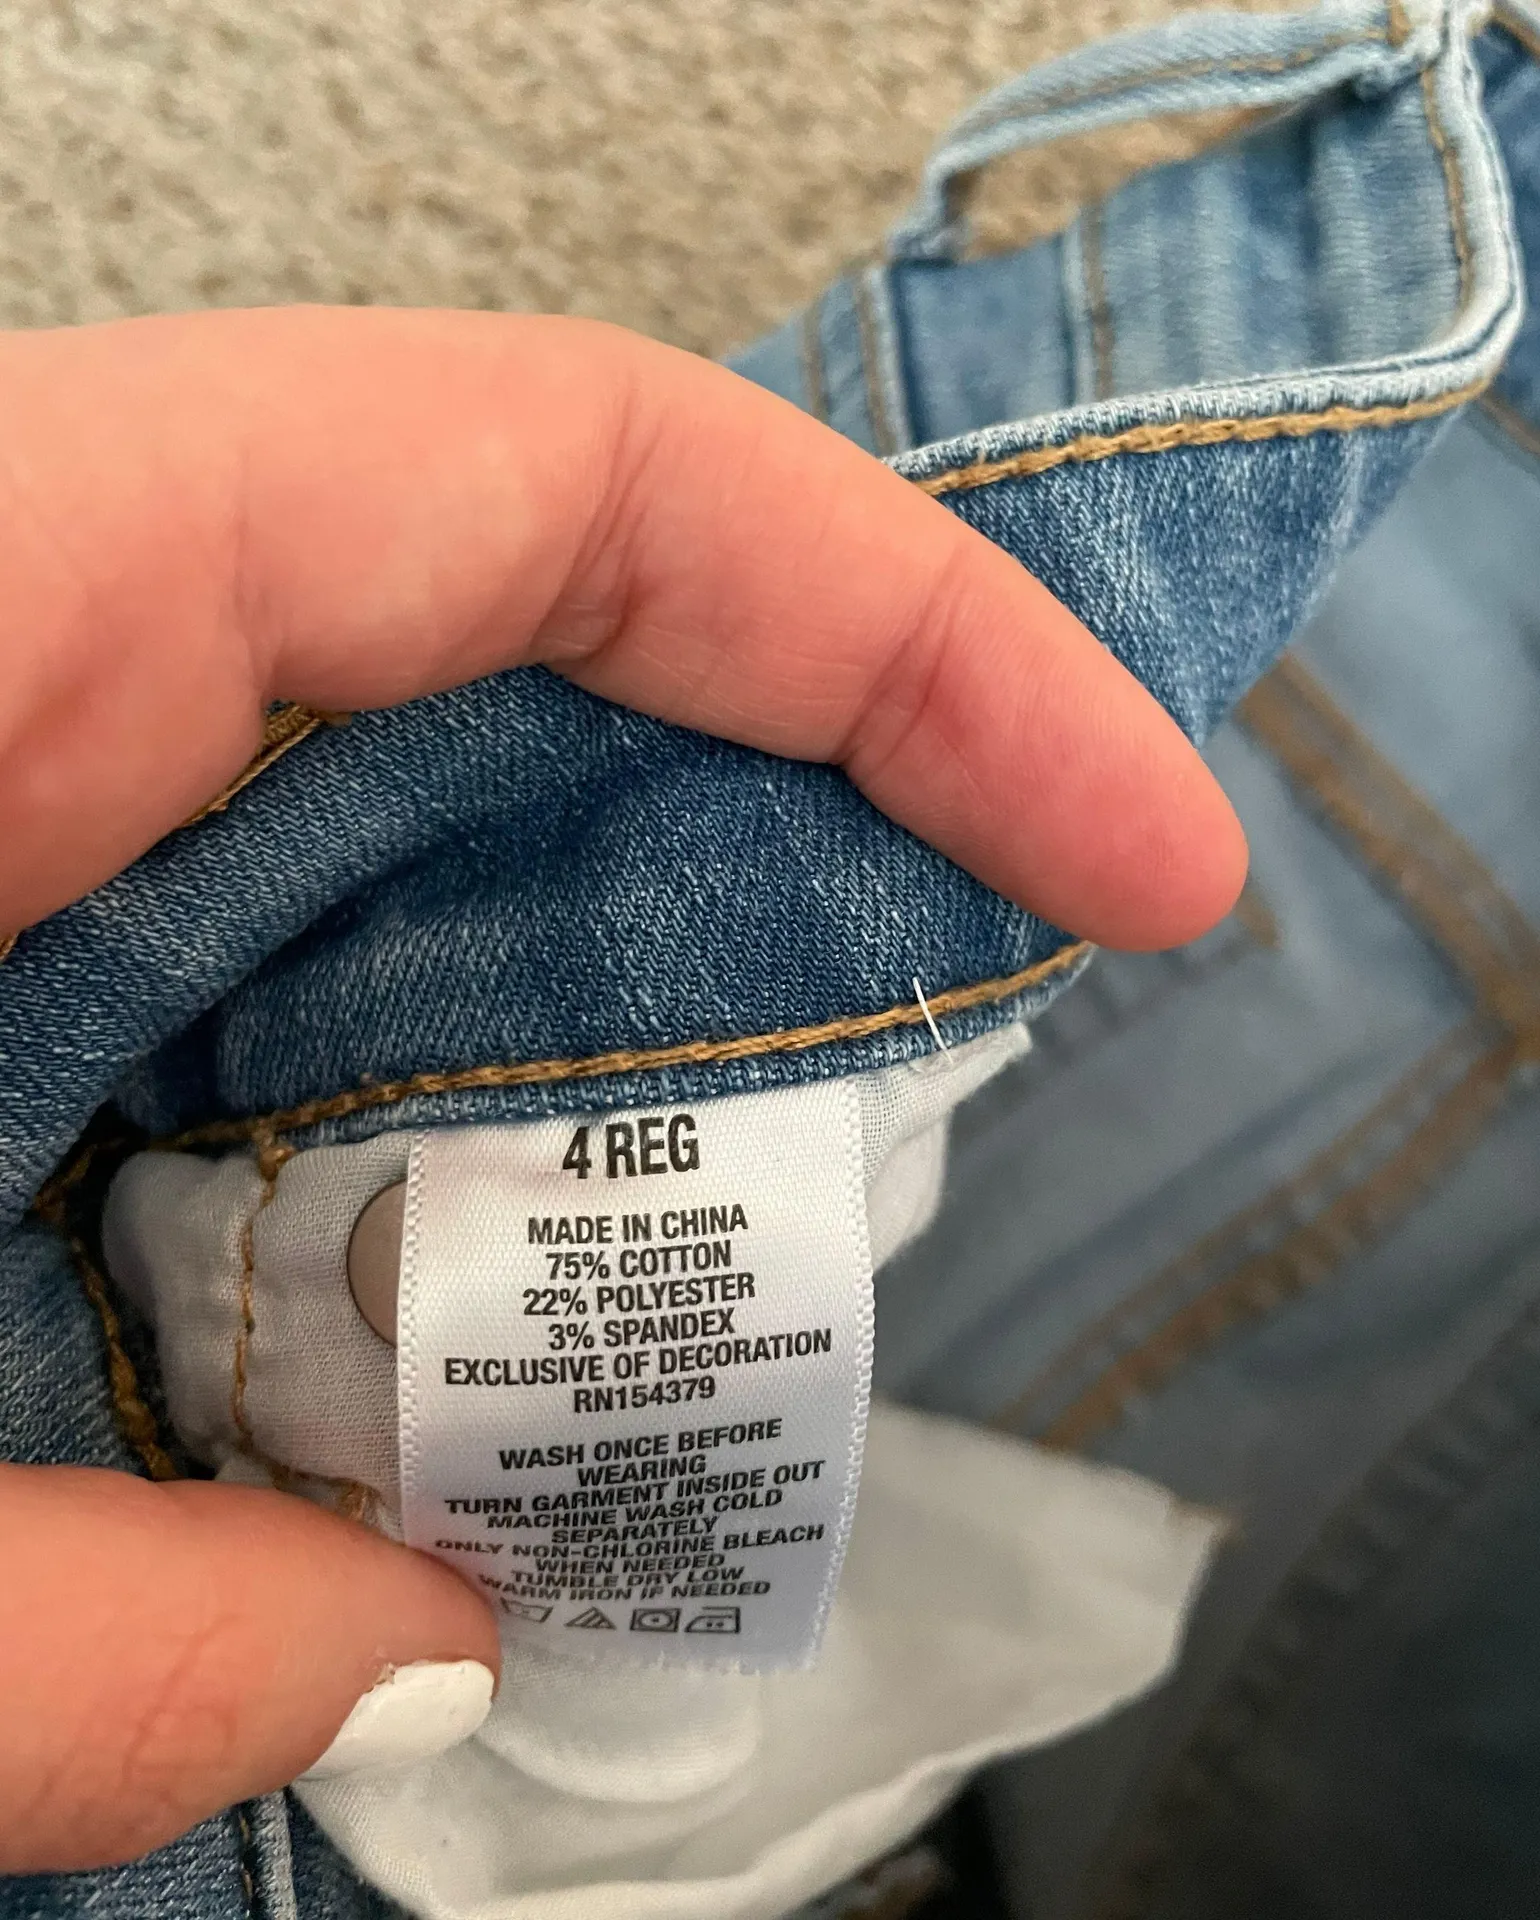 4 REG
MADE IN CHINA
75% COTTON
22% POLYESTER
3% SPANDEX
EXCLUSIVE OF DECORATION
RN154379
WASH ONCE BEFORE
WEARING
TURN GARMENT INSIDE OUT
MACHINE WASH COLD
SEPARATELY
ONLY NON-CHLORINE BLEACH
WHEN NEEDED
TUMBLE DRY LOW
WARM IRON IF NEEDED